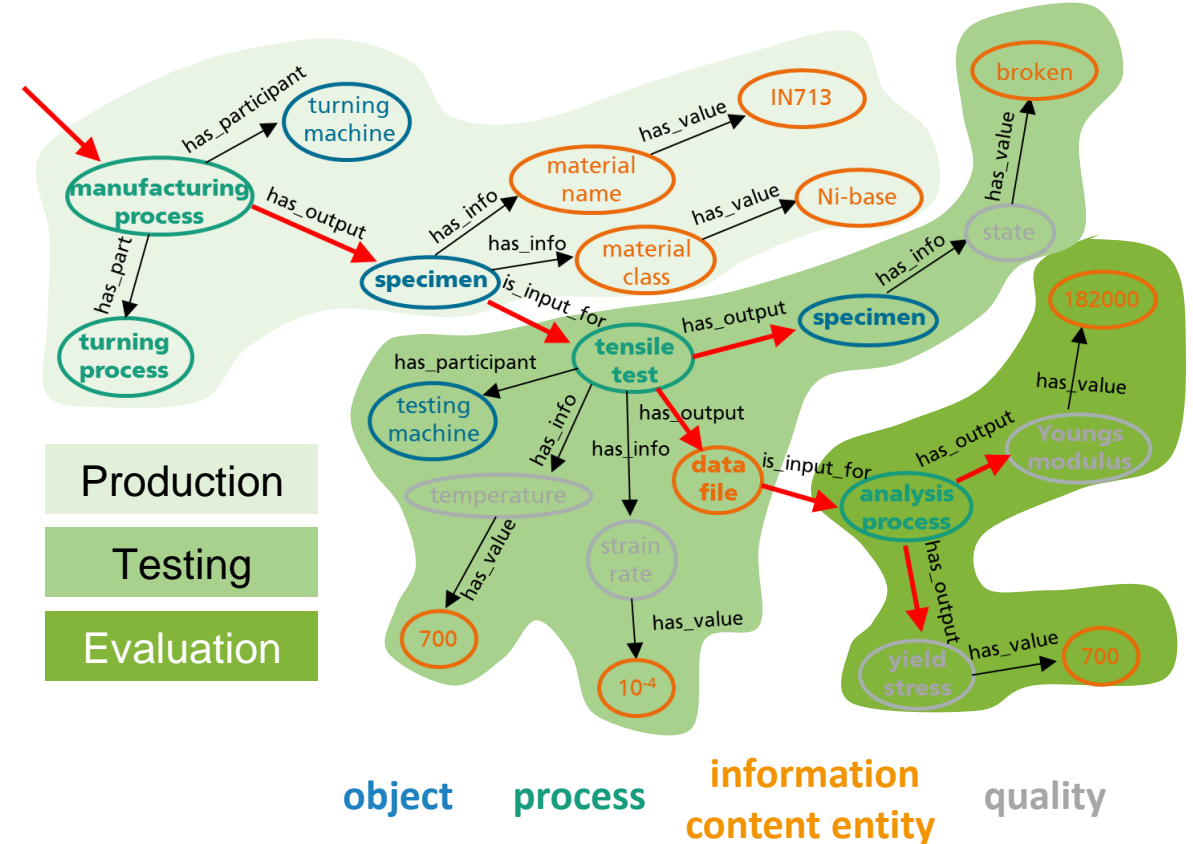 broken
IN713
turning
machine
has_participant
has_value
has_value
material
name
manufacturing
process
has_output
has_info
has_value
Ni-base
state
has_info
material
class
has_info
has_part
specimen
is_input_for
182000
specimen
has_output
turning
process
tensile
test
has_participant
has_value
testing
machine
has_info
has_output
has_info
has_output
Youngs
modulus
data
file
is_input_for
Production
temperature
analysis
process
strain
rate
has_value
has_output
Testing
has_value
700
has_value
700
Evaluation
yield
stress
10⁻⁴
object
process
information
content entity
quality